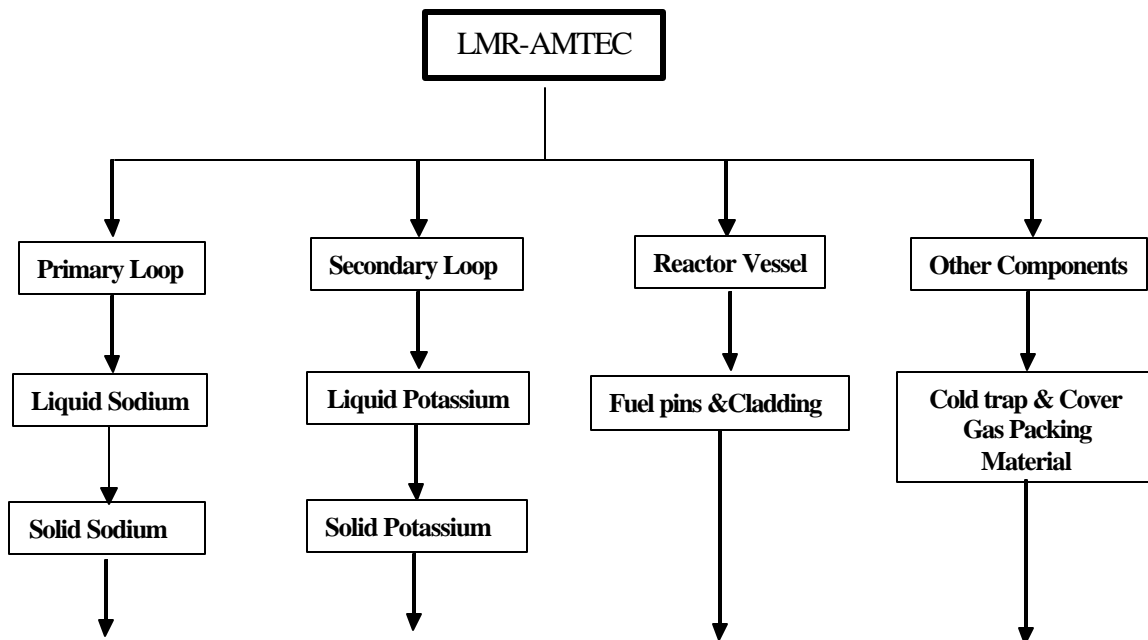 LMR-AMTEC
Primary Loop
Secondary Loop
Reactor Vessel
Other Components
Liquid Sodium
Liquid Potassium
Fuel pins &Cladding
Cold trap & Cover
Gas Packing
Material
Solid Sodium
Solid Potassium